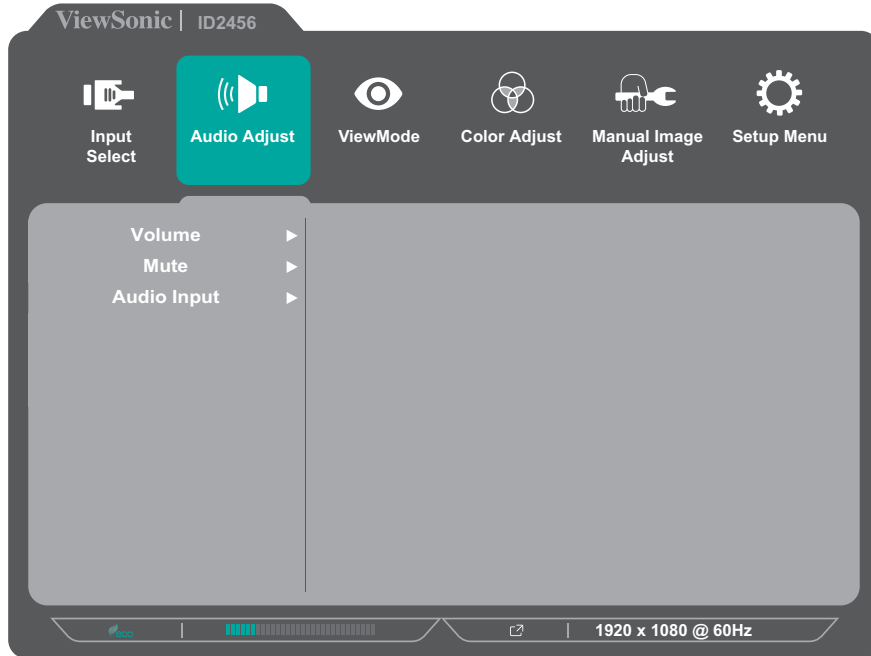 ViewSonic | ID2456
Input
Select
Audio Adjust
ViewMode
Color Adjust
Manual Image
Adjust
Setup Menu
Volume
Mute
Audio Input
eco
1920 x 1080 @ 60Hz